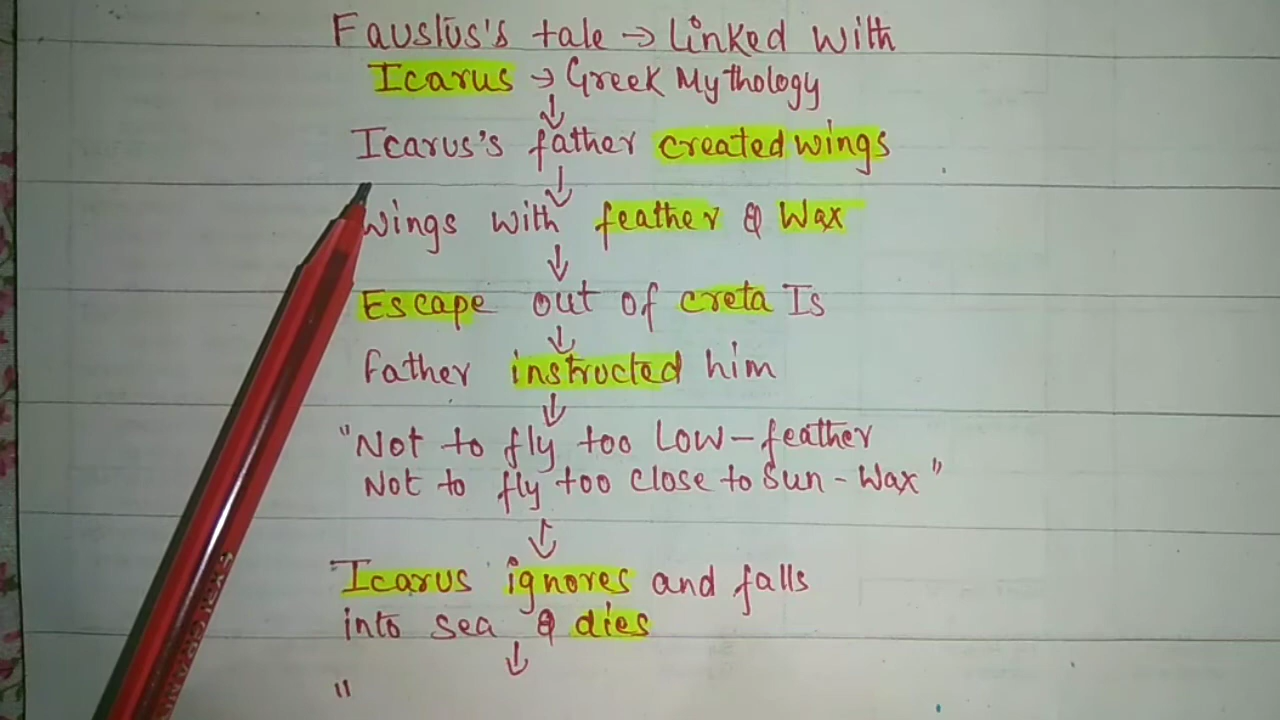 Faustus's tale → Linked with
Icarus → Greek Mythology
↓
Icarus's father created wings
↓
Wings with feather & Wax
↓
Escape out of creta Is
↓
father instructed him
↓
"Not to fly too Low - feather
Not to fly too close to Sun - Wax"
↓
Icarus ignores and falls
into sea & dies
↓
"